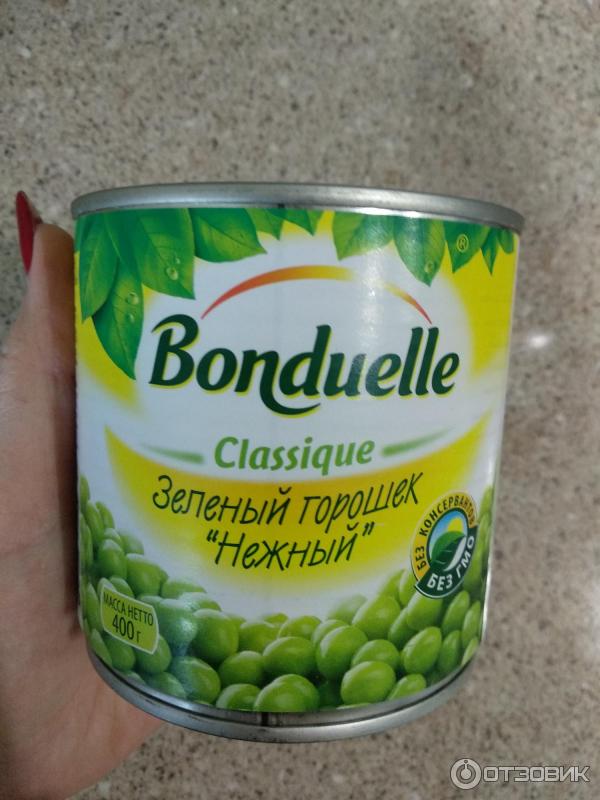 ®
Bonduelle
Classique
Зеленый горошек
"Нежный"
БЕЗ КОНСЕРВАНТОВ
БЕЗ ГМО
МАССА НЕТТО
400 г
ОТЗОВИК